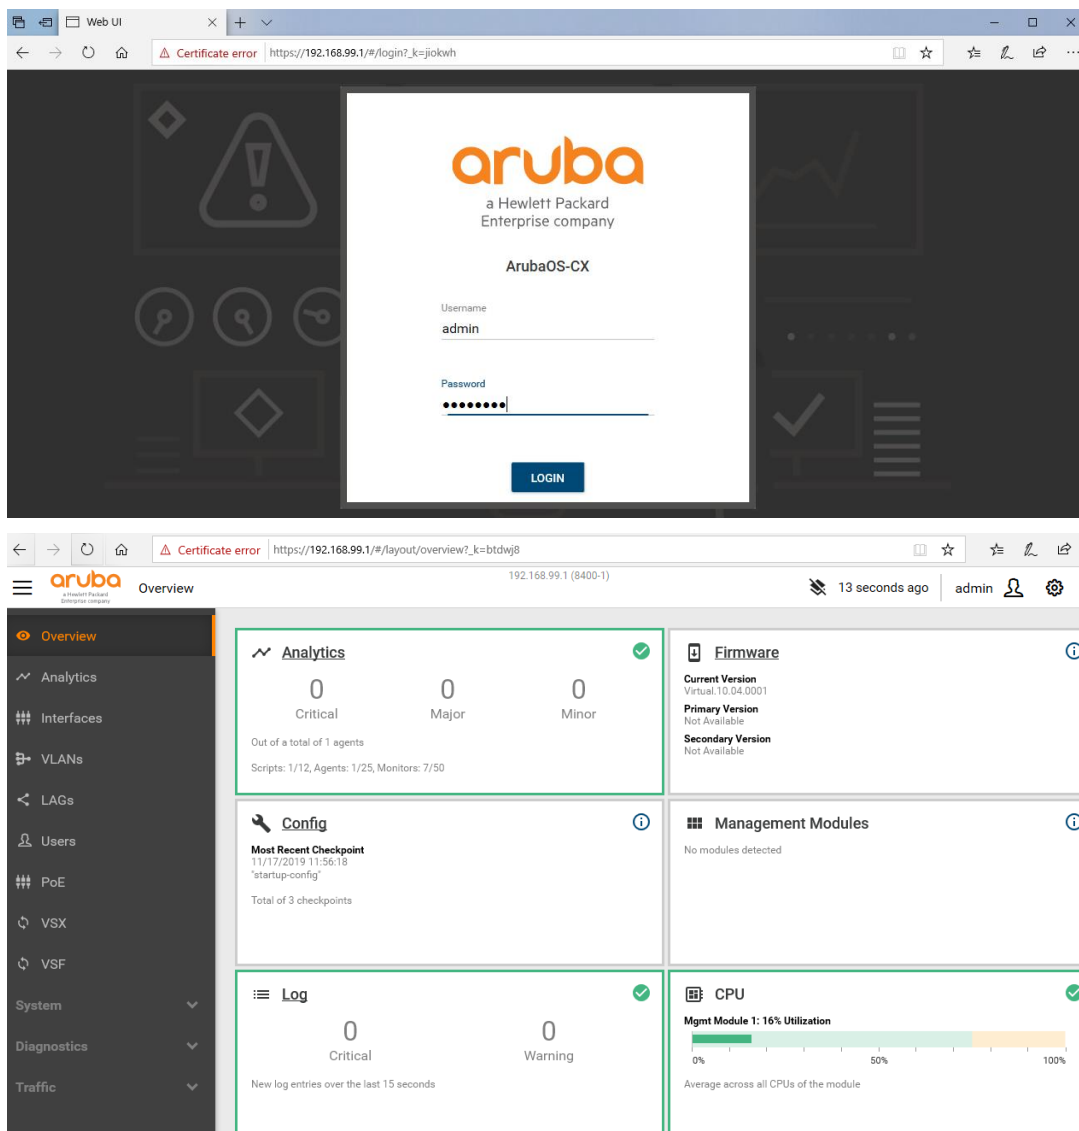 Web UI
Certificate error https://192.168.99.1/#/login?_k=jiokwh
aruba
a Hewlett Packard
Enterprise company
ArubaOS-CX
Username
admin
Password
LOGIN
Certificate error https://192.168.99.1/#/layout/overview?_k=btdwj8
aruba
a Hewlett Packard
Enterprise company
Overview
192.168.99.1 (8400-1)
13 seconds ago
admin
Overview
Analytics
Interfaces
VLANs
LAGs
Users
PoE
VSX
VSF
System
Diagnostics
Traffic
Analytics
0 0 0
Critical Major Minor
Out of a total of 1 agents
Scripts: 1/12, Agents: 1/25, Monitors: 7/50
Firmware
Current Version
Virtual.10.04.0001
Primary Version
Not Available
Secondary Version
Not Available
Config
Most Recent Checkpoint
11/17/2019 11:56:18
"startup-config"
Total of 3 checkpoints
Management Modules
No modules detected
Log
0 0
Critical Warning
New log entries over the last 15 seconds
CPU
Mgmt Module 1: 16% Utilization
0% 50% 100%
Average across all CPUs of the module